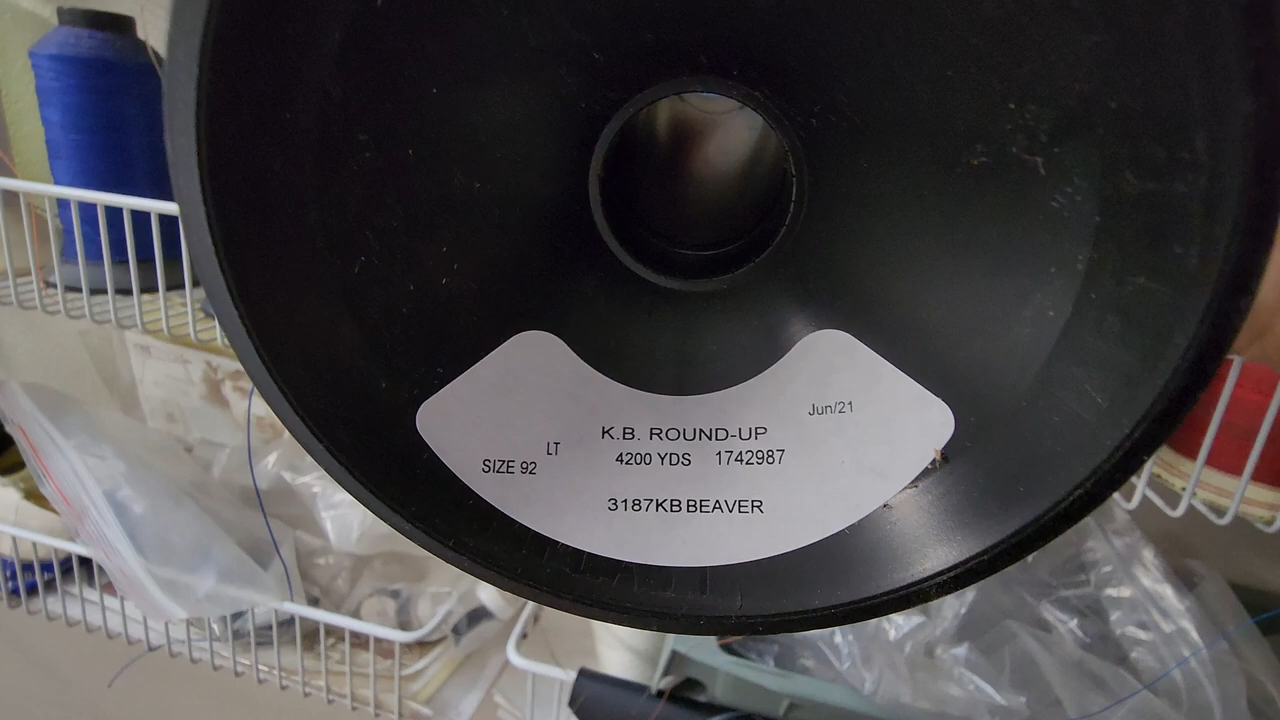 Jun/21
K.B. ROUND-UP
LT
SIZE 92 4200 YDS 1742987
3187KB BEAVER